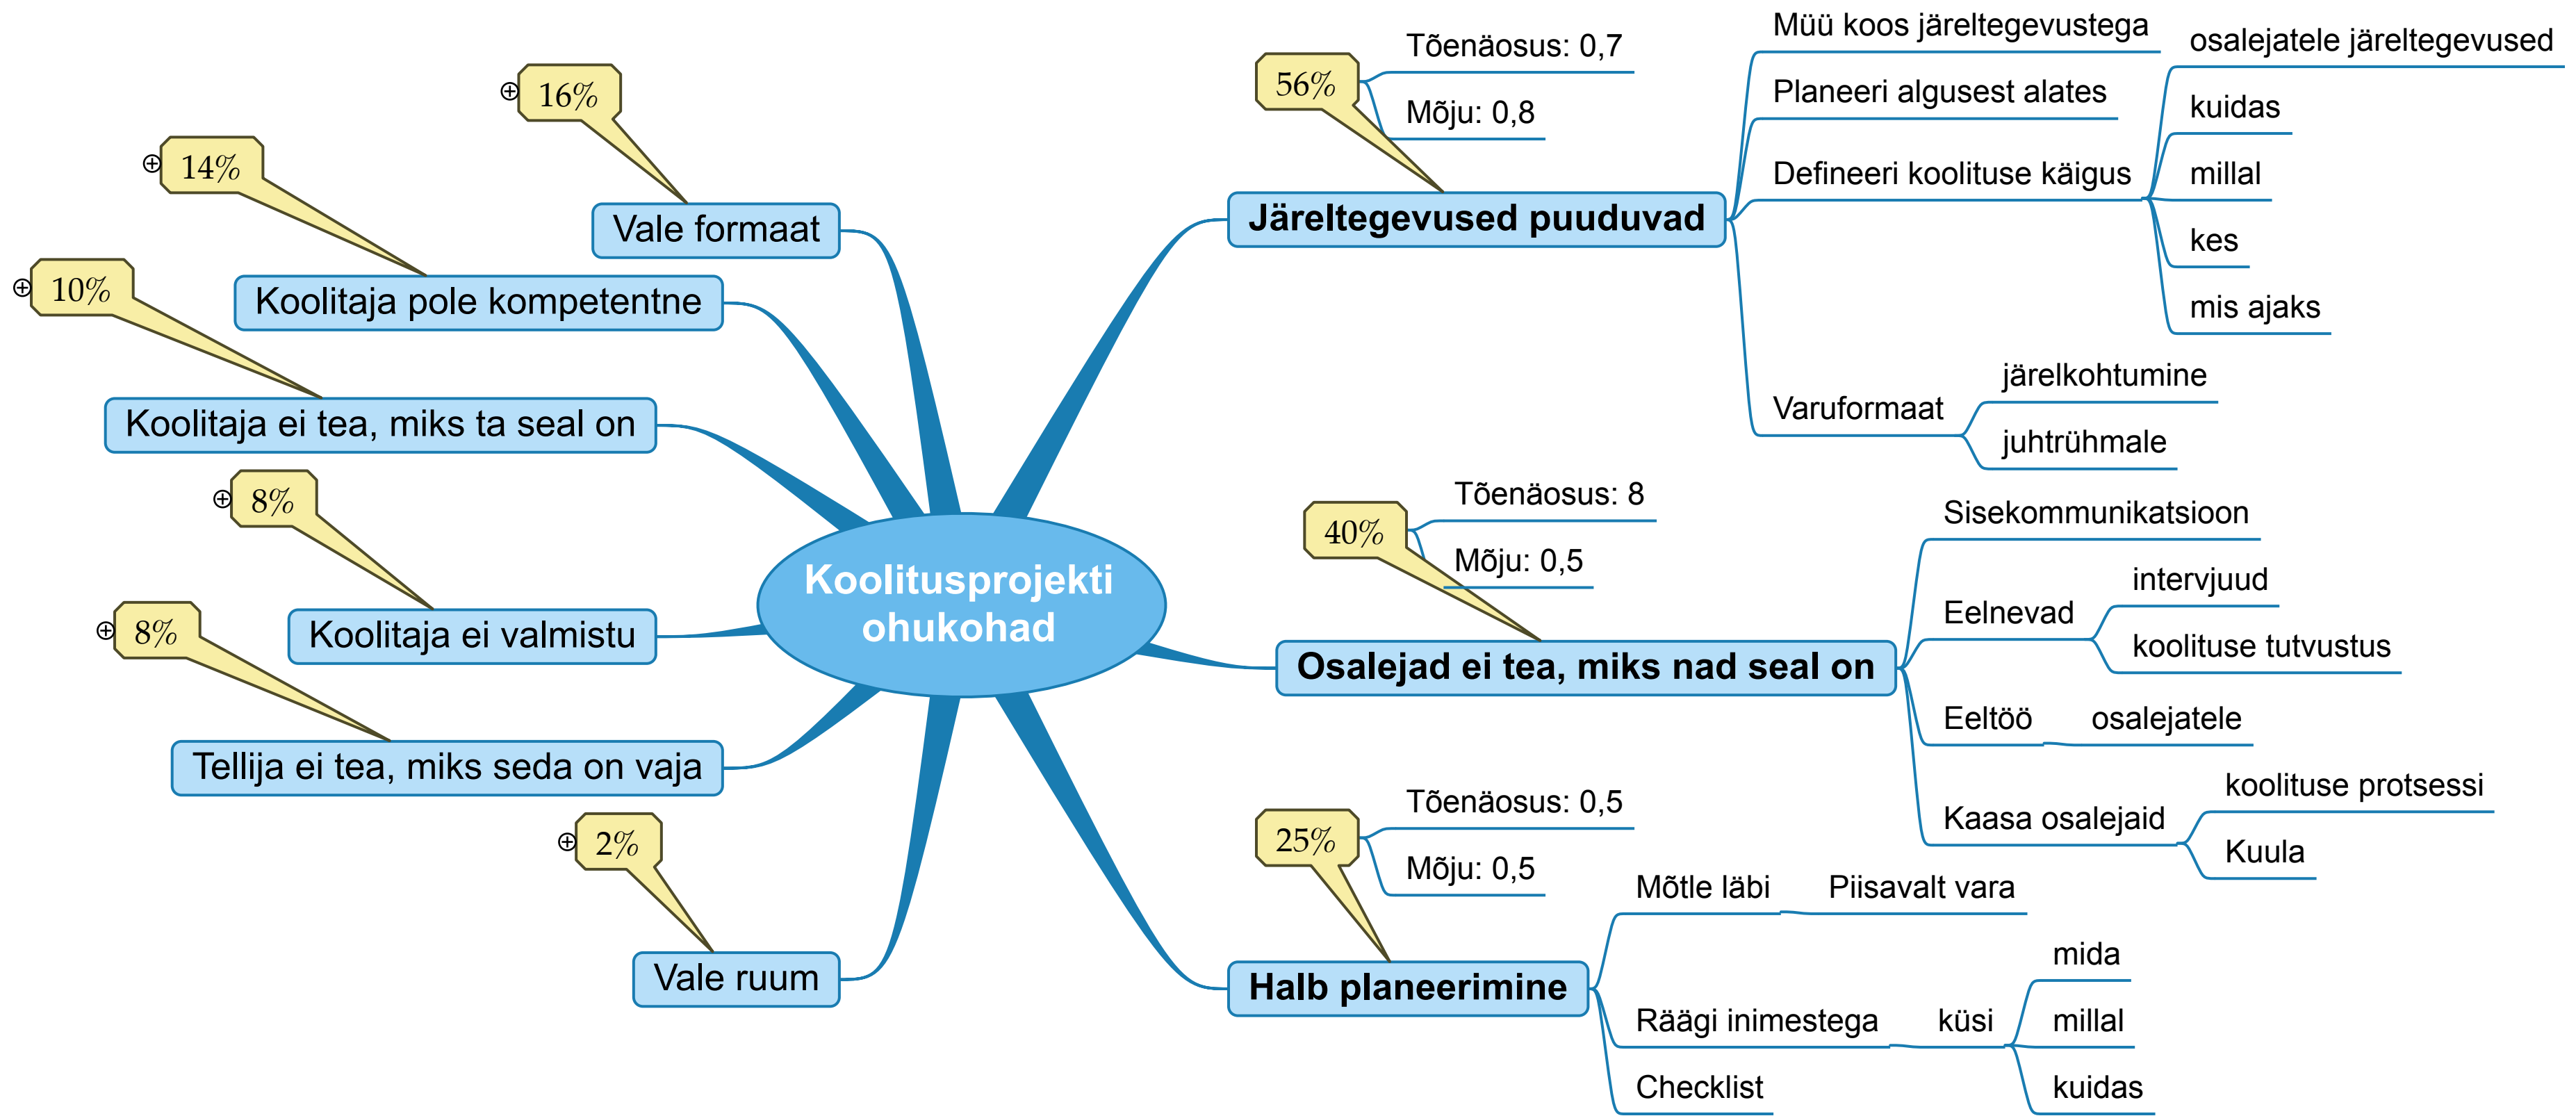 Koolitusprojekti
ohukohad
56%
Tõenäosus: 0,7
Mõju: 0,8
Järeltegevused puuduvad
Müü koos järeltegevustega
Planeeri algusest alates
Defineeri koolituse käigus
osalejatele järeltegevused
kuidas
millal
kes
mis ajaks
Varuformaat
järelkohtumine
juhtrühmale
40%
Tõenäosus: 8
Mõju: 0,5
Osalejad ei tea, miks nad seal on
Sisekommunikatsioon
Eelnevad
intervjuud
koolituse tutvustus
Eeltöö
osalejatele
Kaasa osalejaid
koolituse protsessi
Kuula
25%
Tõenäosus: 0,5
Mõju: 0,5
Halb planeerimine
Mõtle läbi
Piisavalt vara
Räägi inimestega
küsi
mida
millal
kuidas
Checklist
16%
Vale formaat
14%
Koolitaja pole kompetentne
10%
Koolitaja ei tea, miks ta seal on
8%
Koolitaja ei valmistu
8%
Tellija ei tea, miks seda on vaja
2%
Vale ruum